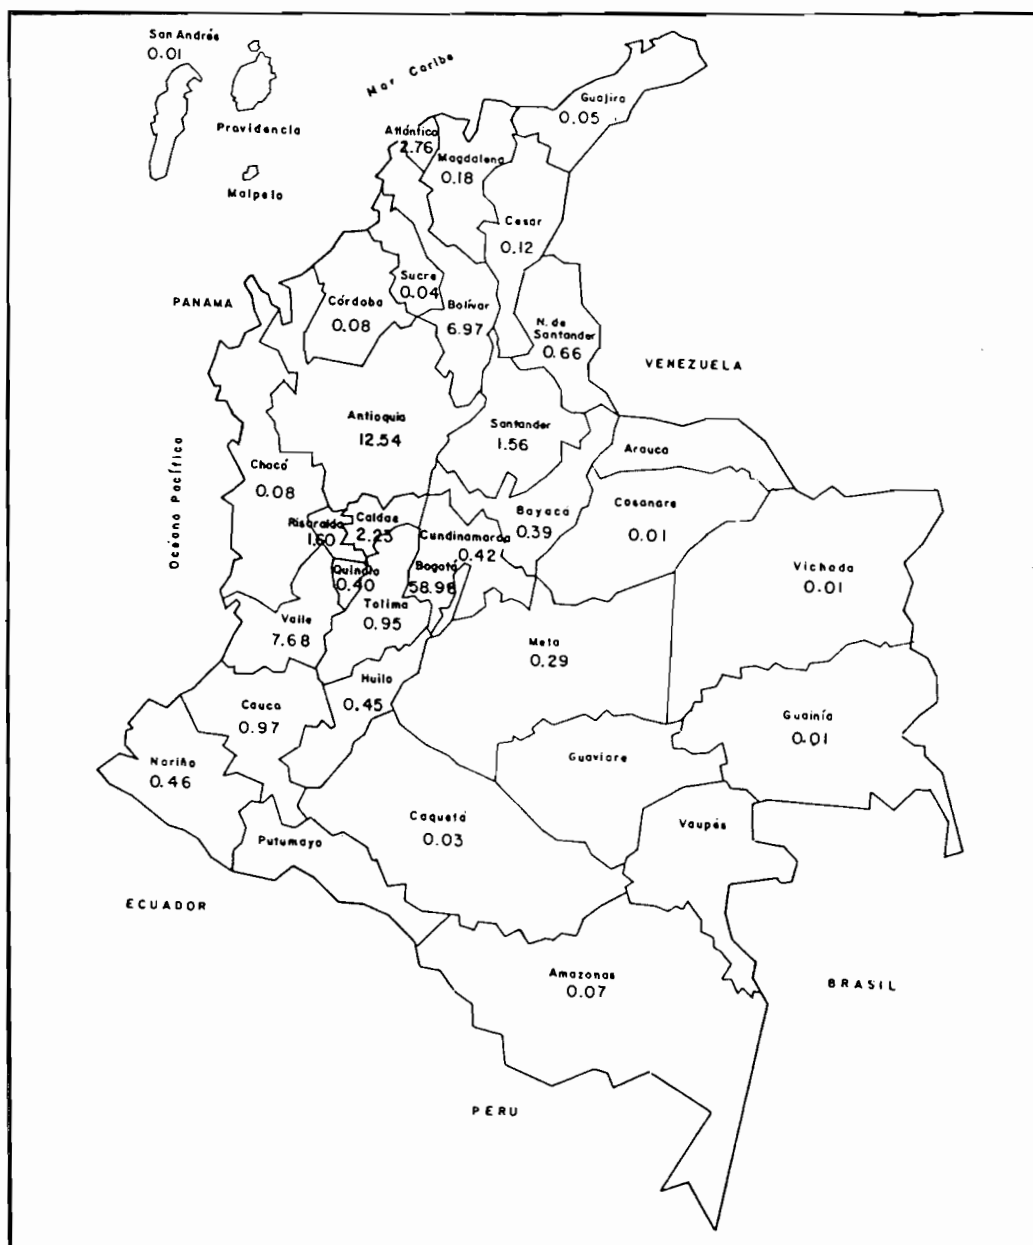 San Andrés
0.01
Providencia
Malpelo
Mar Caribe
Guajira
0.05
Atlántico
2.76
Magdalena
0.18
Cesar
0.12
Sucre
0.04
Bolívar
6.97
Córdoba
0.08
PANAMA
N. de
Santander
0.66
VENEZUELA
Antioquia
12.54
Santander
1.56
Arauca
Océano Pacífico
Chocó
0.08
Risaralda
1.60
Caldas
2.25
Cundinamarca
0.42
Boyacá
0.39
Casanare
0.01
Vichada
0.01
Quindío
0.40
Bogotá
58.98
Tolima
0.95
Valle
7.68
Meta
0.29
Huila
0.45
Cauca
0.97
Guainía
0.01
Nariño
0.46
Guaviare
Caquetá
0.03
Vaupés
Putumayo
ECUADOR
Amazonas
0.07
BRASIL
PERU